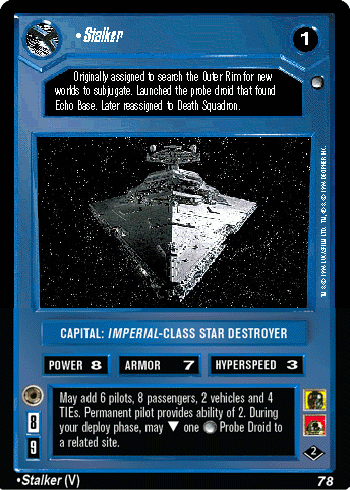 •Stalker
1
Originally assigned to search the Outer Rim for new
worlds to subjugate. Launched the probe droid that found
Echo Base. Later reassigned to Death Squadron.
CAPITAL: IMPERIAL-CLASS STAR DESTROYER
POWER 8 ARMOR 7 HYPERSPEED 3
May add 6 pilots, 8 passengers, 2 vehicles and 4
TIEs. Permanent pilot provides ability of 2. During
your deploy phase, may ▼ one Probe Droid to
a related site.
8
9
2
•Stalker (V) 78